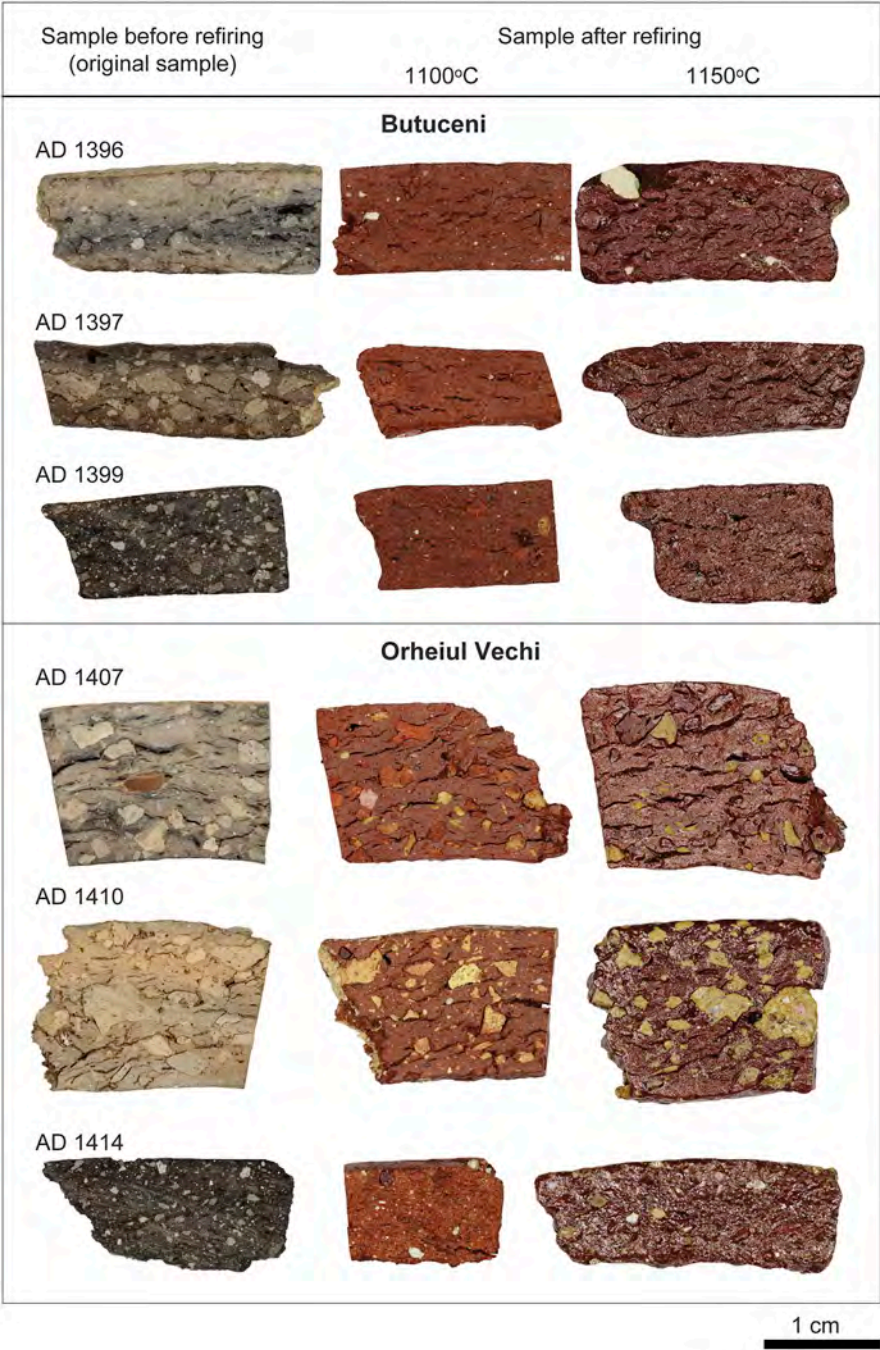 Sample before refiring
(original sample)
Sample after refiring
1100°C
1150°C
Butuceni
AD 1396
AD 1397
AD 1399
Orheiul Vechi
AD 1407
AD 1410
AD 1414
1 cm